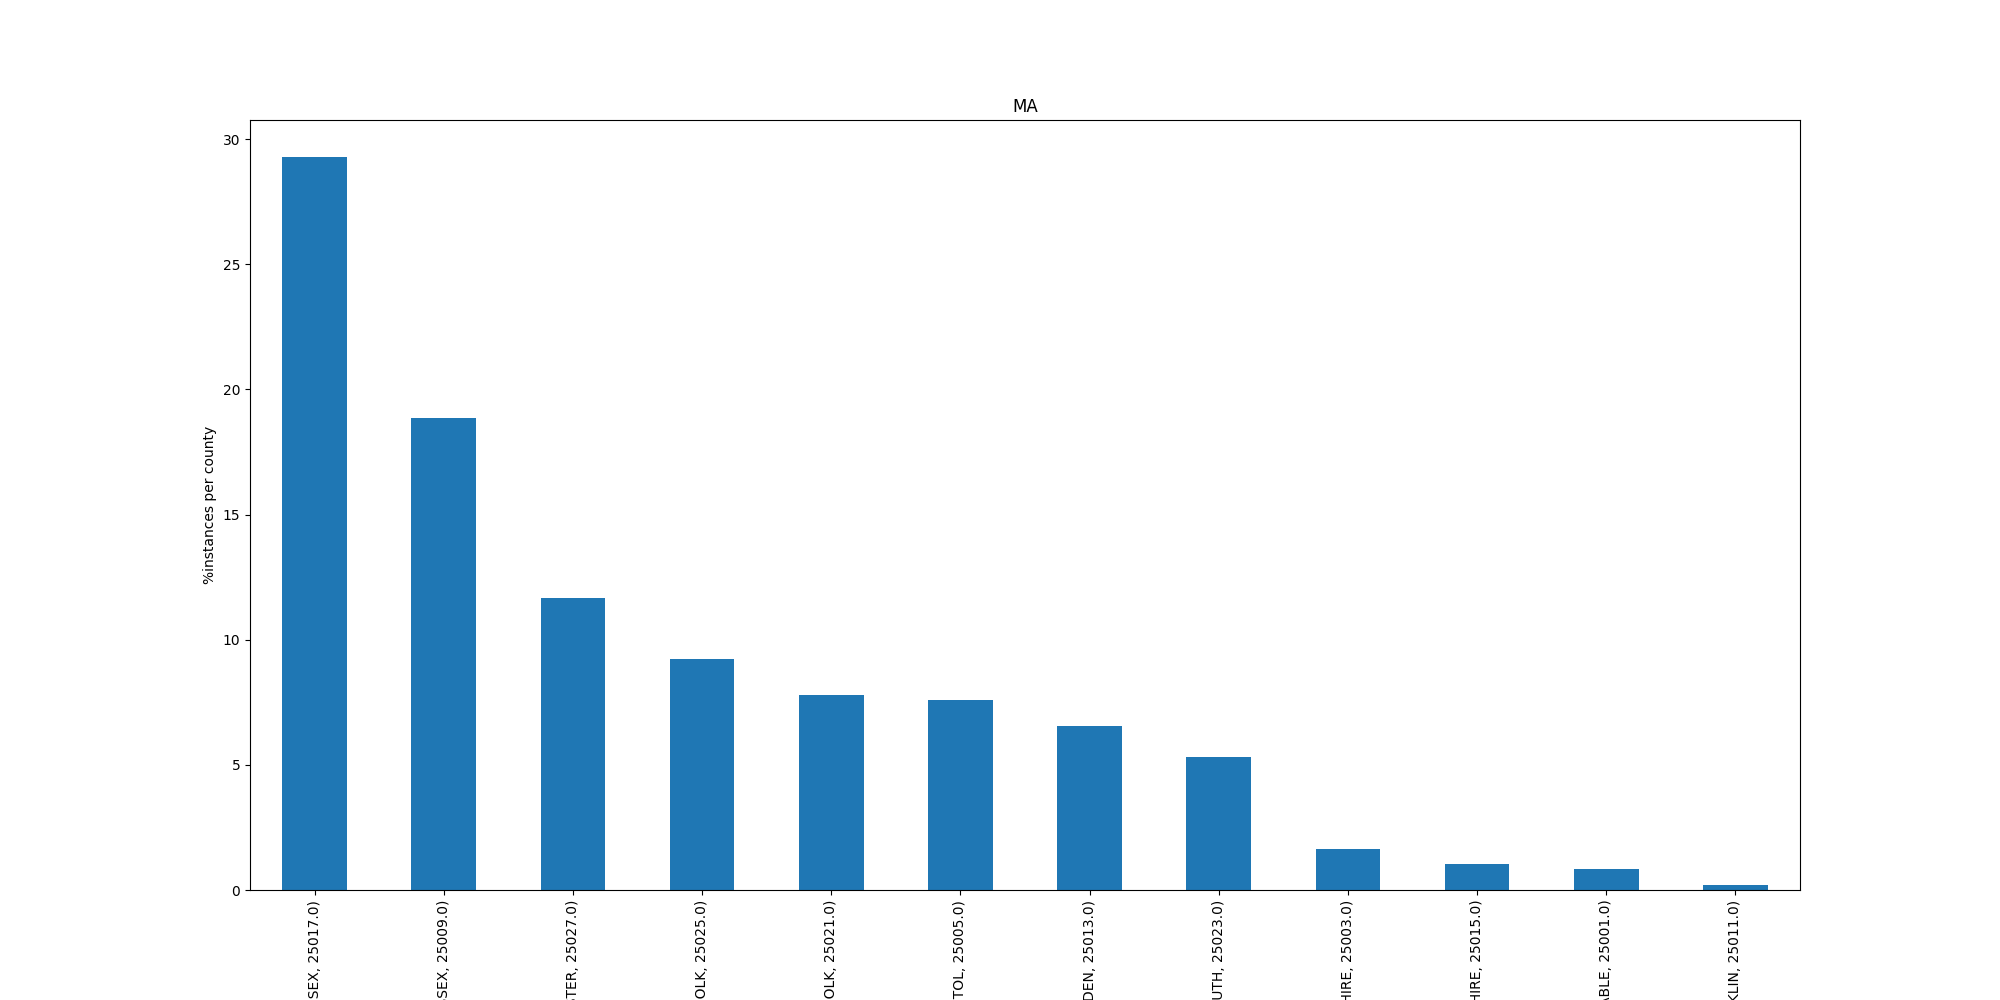 MA
30
25
20
15
10
5
0
%instances per county
SEX, 25017.0)
SEX, 25009.0)
TER, 25027.0)
OLK, 25025.0)
OLK, 25021.0)
TOL, 25005.0)
DEN, 25013.0)
UTH, 25023.0)
HIRE, 25003.0)
HIRE, 25015.0)
ABLE, 25001.0)
KLIN, 25011.0)